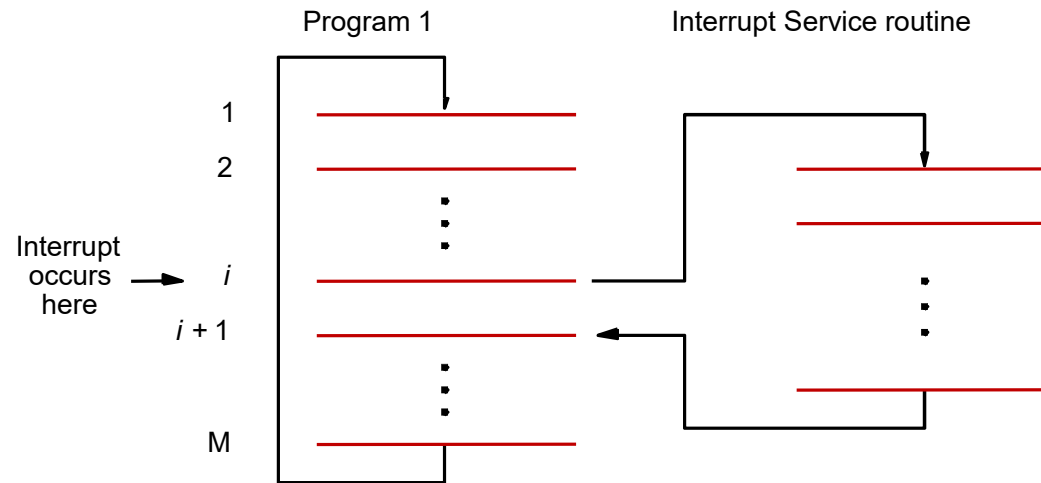 Program 1
Interrupt Service routine
1
2
Interrupt
occurs
here
i
i + 1
M